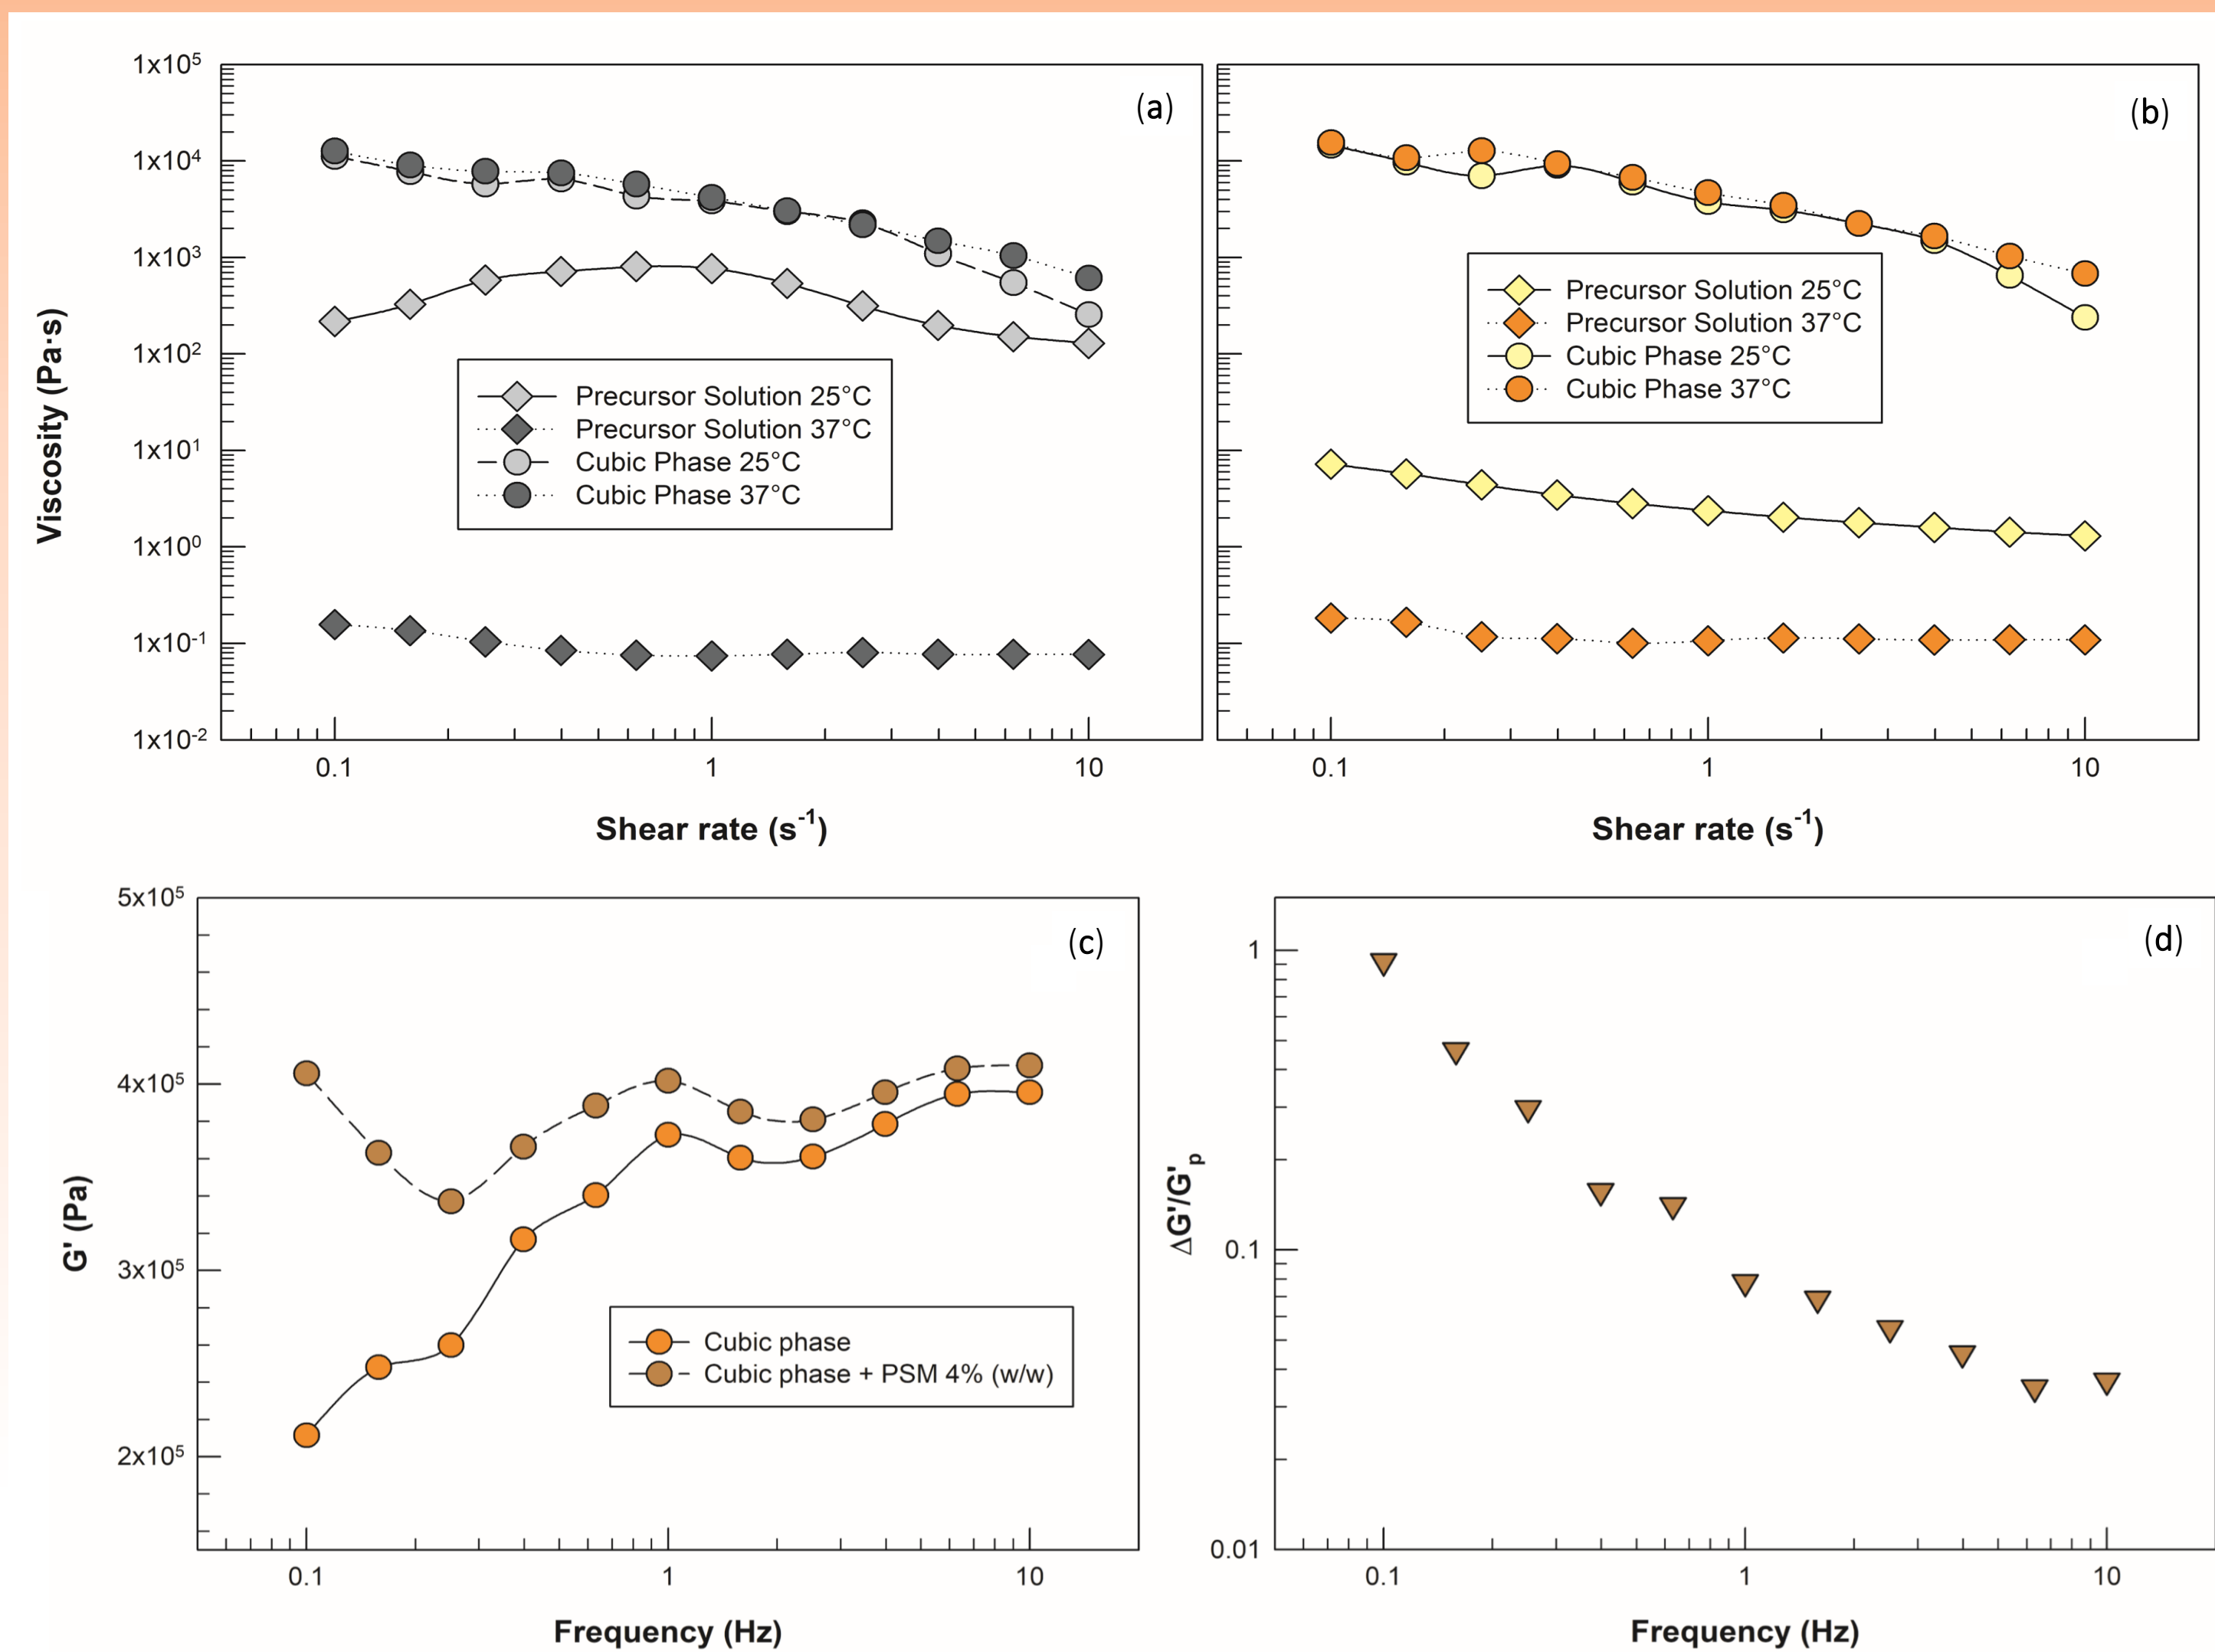 1x10⁵
1x10⁴
1x10³
1x10²
1x10¹
1x10⁰
1x10⁻¹
1x10⁻²
Viscosity (Pa·s)
(a)
Precursor Solution 25°C
Precursor Solution 37°C
Cubic Phase 25°C
Cubic Phase 37°C
0.1 1 10
Shear rate (s⁻¹)
(b)
Precursor Solution 25°C
Precursor Solution 37°C
Cubic Phase 25°C
Cubic Phase 37°C
0.1 1 10
Shear rate (s⁻¹)
5x10⁵
4x10⁵
3x10⁵
2x10⁵
G' (Pa)
(c)
Cubic phase
Cubic phase + PSM 4% (w/w)
0.1 1 10
Frequency (Hz)
1
0.1
0.01
ΔG'/G'p
(d)
0.1 1 10
Frequency (Hz)